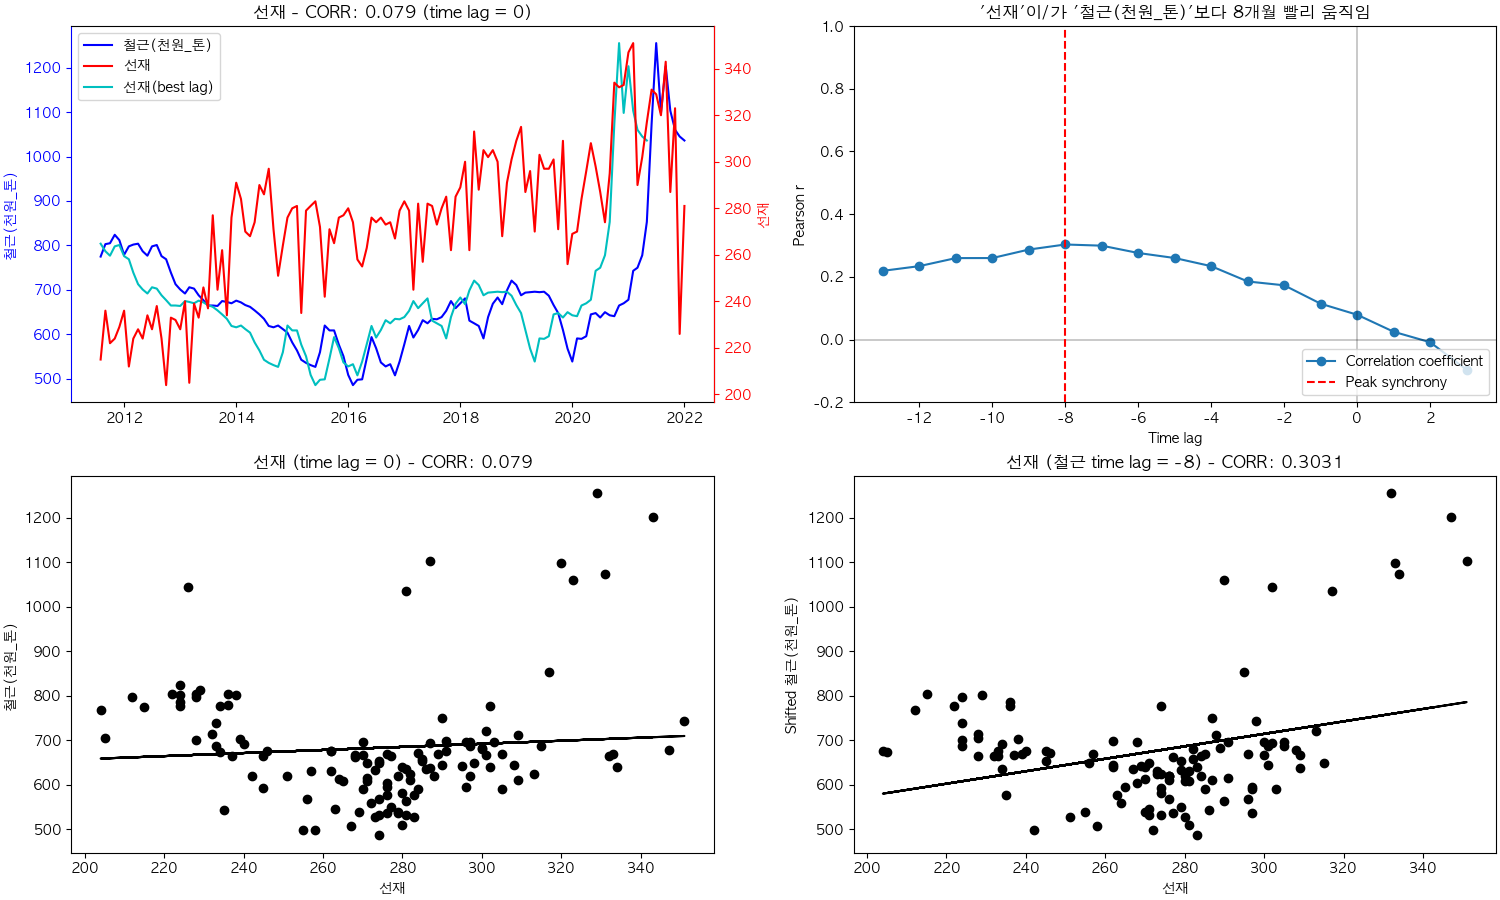 선재 - CORR: 0.079 (time lag = 0)
철근(천원_톤)
선재
선재(best lag)
1200
1100
1000
900
800
700
600
500
철근(천원_톤)
340
320
300
280
260
240
220
200
선재
2012 2014 2016 2018 2020 2022
'선재'이/가 '철근(천원_톤)'보다 8개월 빨리 움직임
1.0
0.8
0.6
0.4
0.2
0.0
-0.2
Pearson r
Correlation coefficient
Peak synchrony
-12 -10 -8 -6 -4 -2 0 2
Time lag
선재 (time lag = 0) - CORR: 0.079
1200
1100
1000
900
800
700
600
500
철근(천원_톤)
200 220 240 260 280 300 320 340
선재
선재 (철근 time lag = -8) - CORR: 0.3031
1200
1100
1000
900
800
700
600
500
Shifted 철근(천원_톤)
200 220 240 260 280 300 320 340
선재